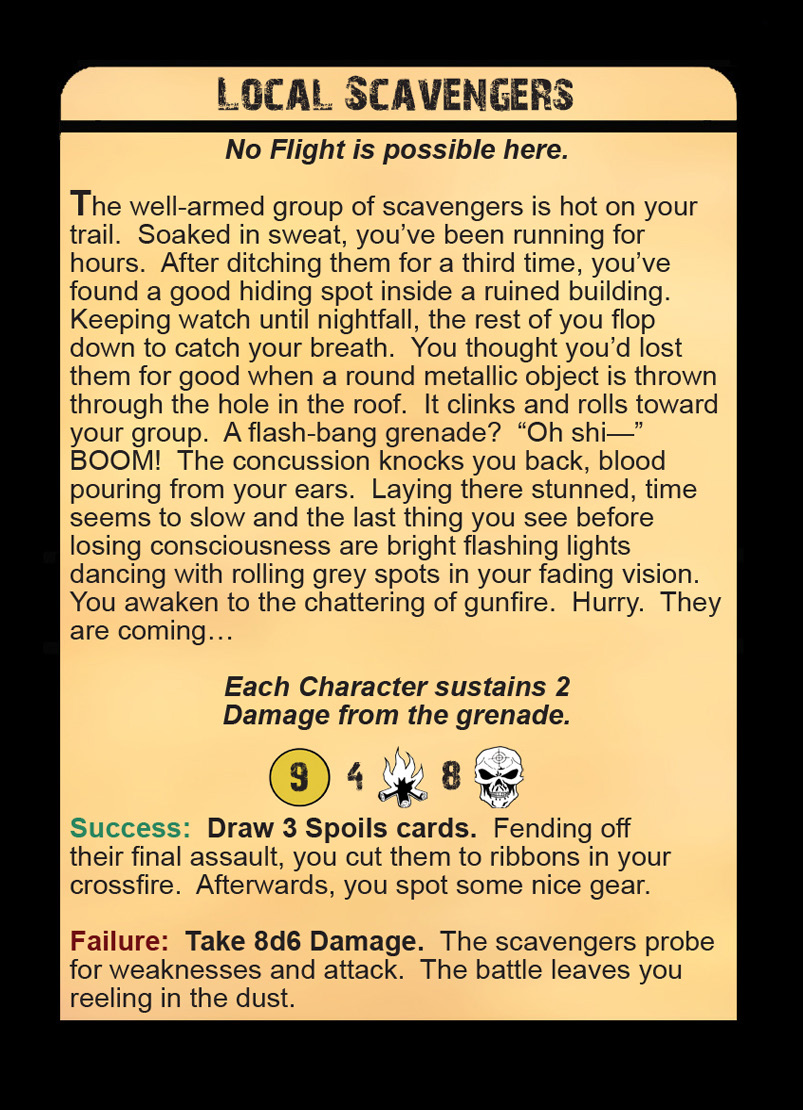 Local Scavengers
No Flight is possible here.
The well-armed group of scavengers is hot on your
trail.  Soaked in sweat, you’ve been running for
hours.  After ditching them for a third time, you’ve
found a good hiding spot inside a ruined building.
Keeping watch until nightfall, the rest of you flop
down to catch your breath.  You thought you’d lost
them for good when a round metallic object is thrown
through the hole in the roof.  It clinks and rolls toward
your group.  A flash-bang grenade?  “Oh shi—”
BOOM!  The concussion knocks you back, blood
pouring from your ears.  Laying there stunned, time
seems to slow and the last thing you see before
losing consciousness are bright flashing lights
dancing with rolling grey spots in your fading vision.
You awaken to the chattering of gunfire.  Hurry.  They
are coming…
Each Character sustains 2
Damage from the grenade.
9 4 8
Success:  Draw 3 Spoils cards.  Fending off
their final assault, you cut them to ribbons in your
crossfire.  Afterwards, you spot some nice gear.
Failure:  Take 8d6 Damage.  The scavengers probe
for weaknesses and attack.  The battle leaves you
reeling in the dust.